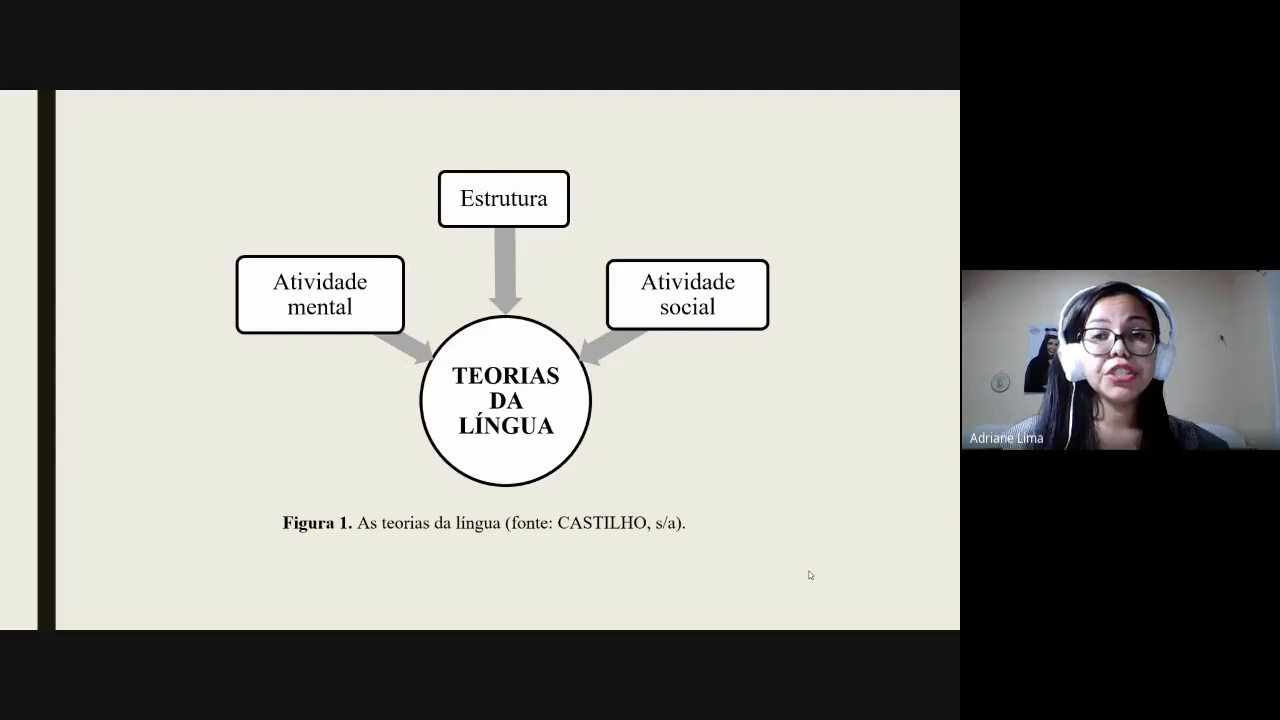 Estrutura
Atividade
mental
Atividade
social
TEORIAS
DA
LÍNGUA
Figura 1. As teorias da língua (fonte: CASTILHO, s/a).
Adriane Lima